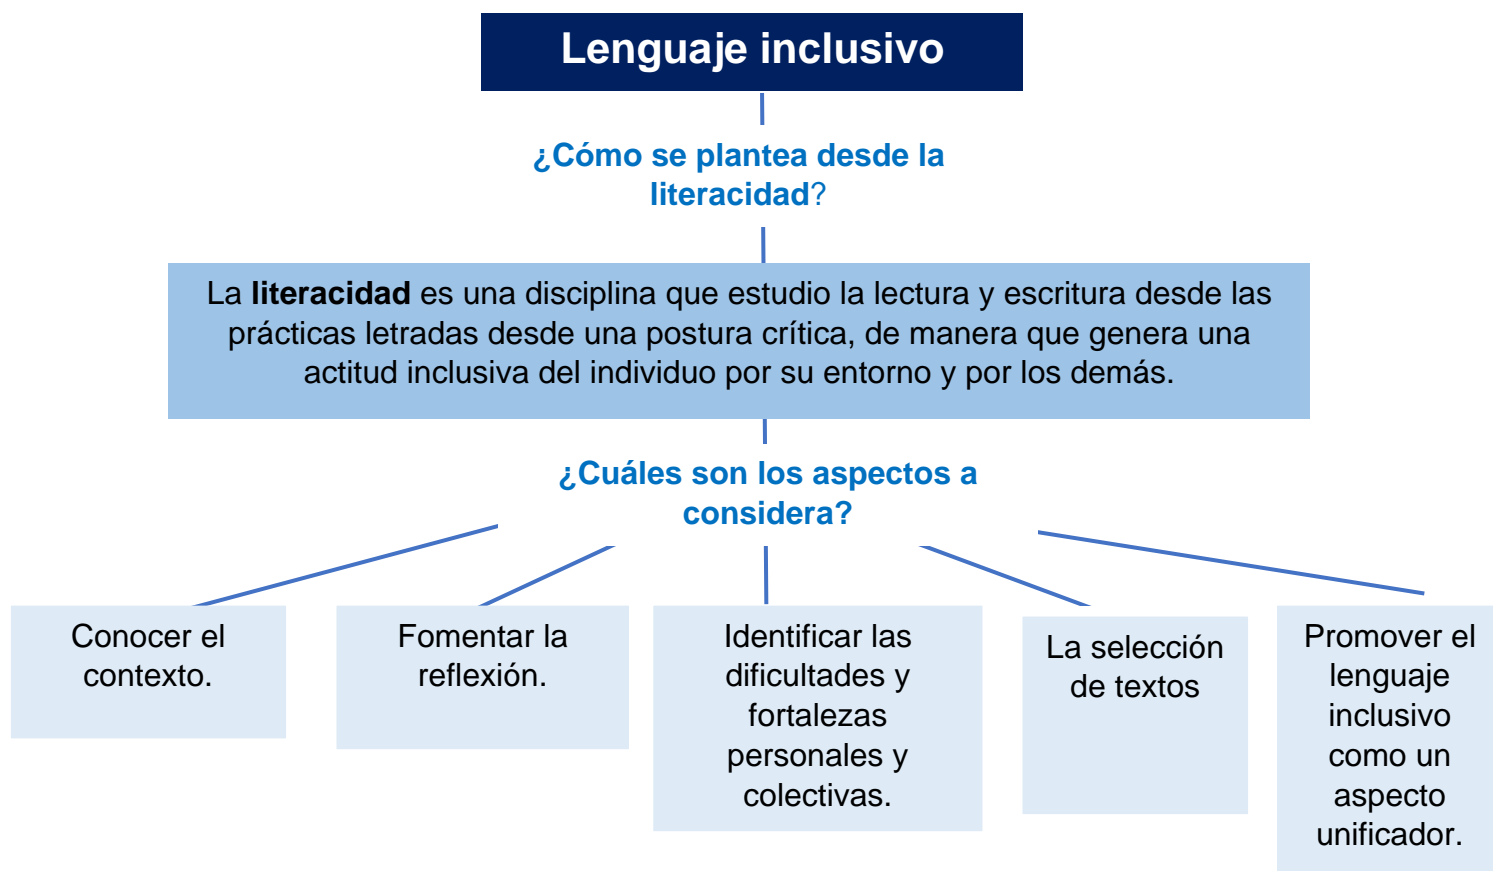 Lenguaje inclusivo
¿Cómo se plantea desde la
literacidad?
La literacidad es una disciplina que estudio la lectura y escritura desde las
prácticas letradas desde una postura crítica, de manera que genera una
actitud inclusiva del individuo por su entorno y por los demás.
¿Cuáles son los aspectos a
considera?
Conocer el
contexto.
Fomentar la
reflexión.
Identificar las
dificultades y
fortalezas
personales y
colectivas.
La selección
de textos
Promover el
lenguaje
inclusivo
como un
aspecto
unificador.